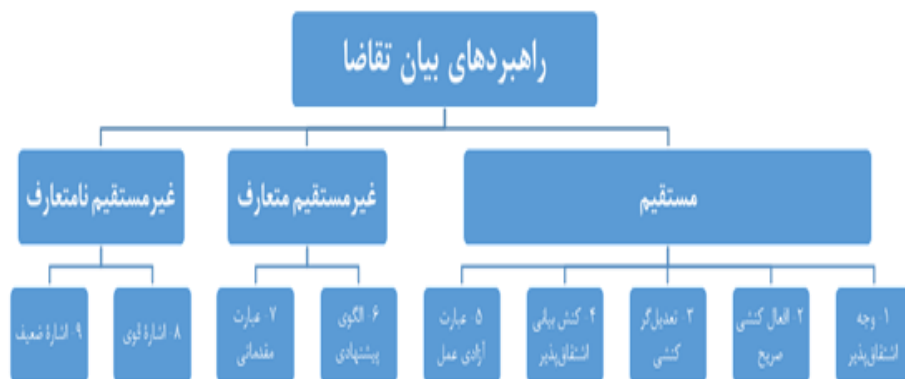 راهبردهای بیان تقاضا
مستقیم
غیرمستقیم متعارف
غیرمستقیم نامتعارف
۱- وجه
اشتقاق‌پذیر
۲- افعال کنشی
صریح
۳- تعدیل‌گر
کنشی
۴- کنش بیانی
اشتقاق‌پذیر
۵- عبارت
آزادی عمل
۶- الگوی
پیشنهادی
۷- عبارت
مقدماتی
۸- اشارهٔ قوی
۹- اشارهٔ ضعیف